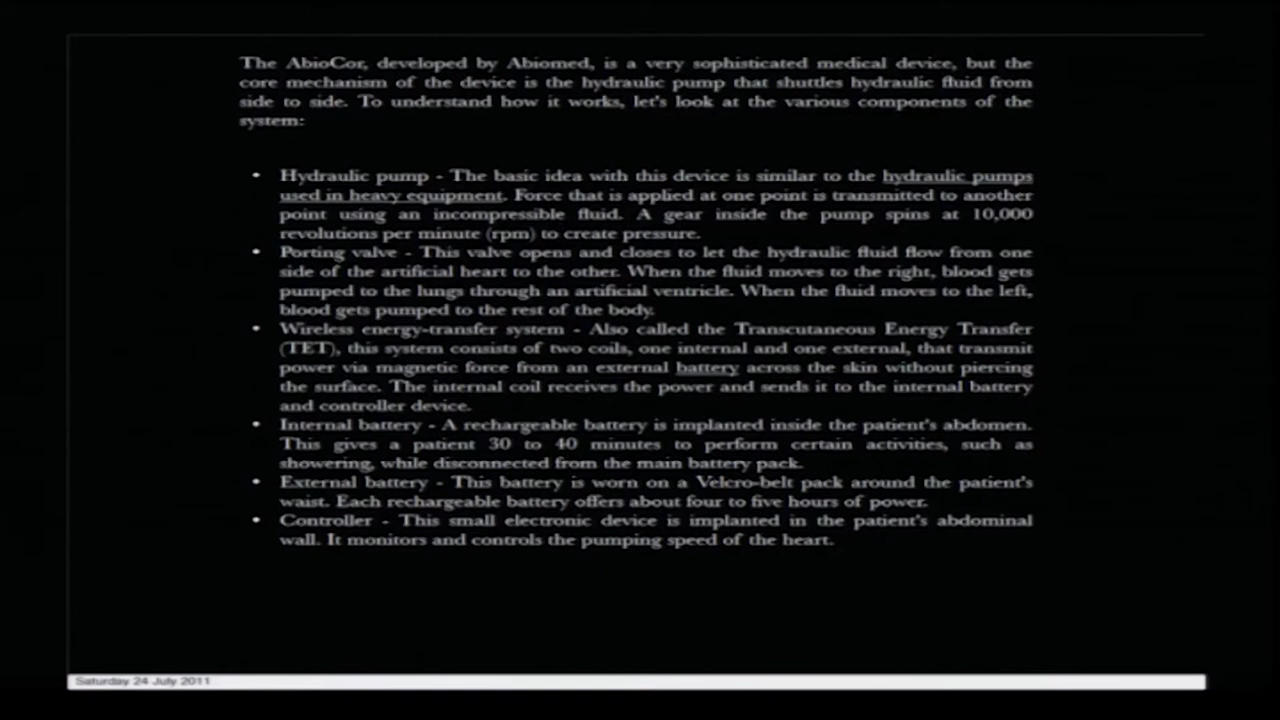 The AbioCor, developed by Abiomed, is a very sophisticated medical device, but the
core mechanism of the device is the hydraulic pump that shuttles hydraulic fluid from
side to side. To understand how it works, let's look at the various components of the
system:
• Hydraulic pump - The basic idea with this device is similar to the hydraulic pumps
used in heavy equipment. Force that is applied at one point is transmitted to another
point using an incompressible fluid. A gear inside the pump spins at 10,000
revolutions per minute (rpm) to create pressure.
• Porting valve - This valve opens and closes to let the hydraulic fluid flow from one
side of the artificial heart to the other. When the fluid moves to the right, blood gets
pumped to the lungs through an artificial ventricle. When the fluid moves to the left,
blood gets pumped to the rest of the body.
• Wireless energy-transfer system - Also called the Transcutaneous Energy Transfer
(TET), this system consists of two coils, one internal and one external, that transmit
power via magnetic force from an external battery across the skin without piercing
the surface. The internal coil receives the power and sends it to the internal battery
and controller device.
• Internal battery - A rechargeable battery is implanted inside the patient's abdomen.
This gives a patient 30 to 40 minutes to perform certain activities, such as
showering, while disconnected from the main battery pack.
• External battery - This battery is worn on a Velcro-belt pack around the patient's
waist. Each rechargeable battery offers about four to five hours of power.
• Controller - This small electronic device is implanted in the patient's abdominal
wall. It monitors and controls the pumping speed of the heart.
Saturday 24 July 2011